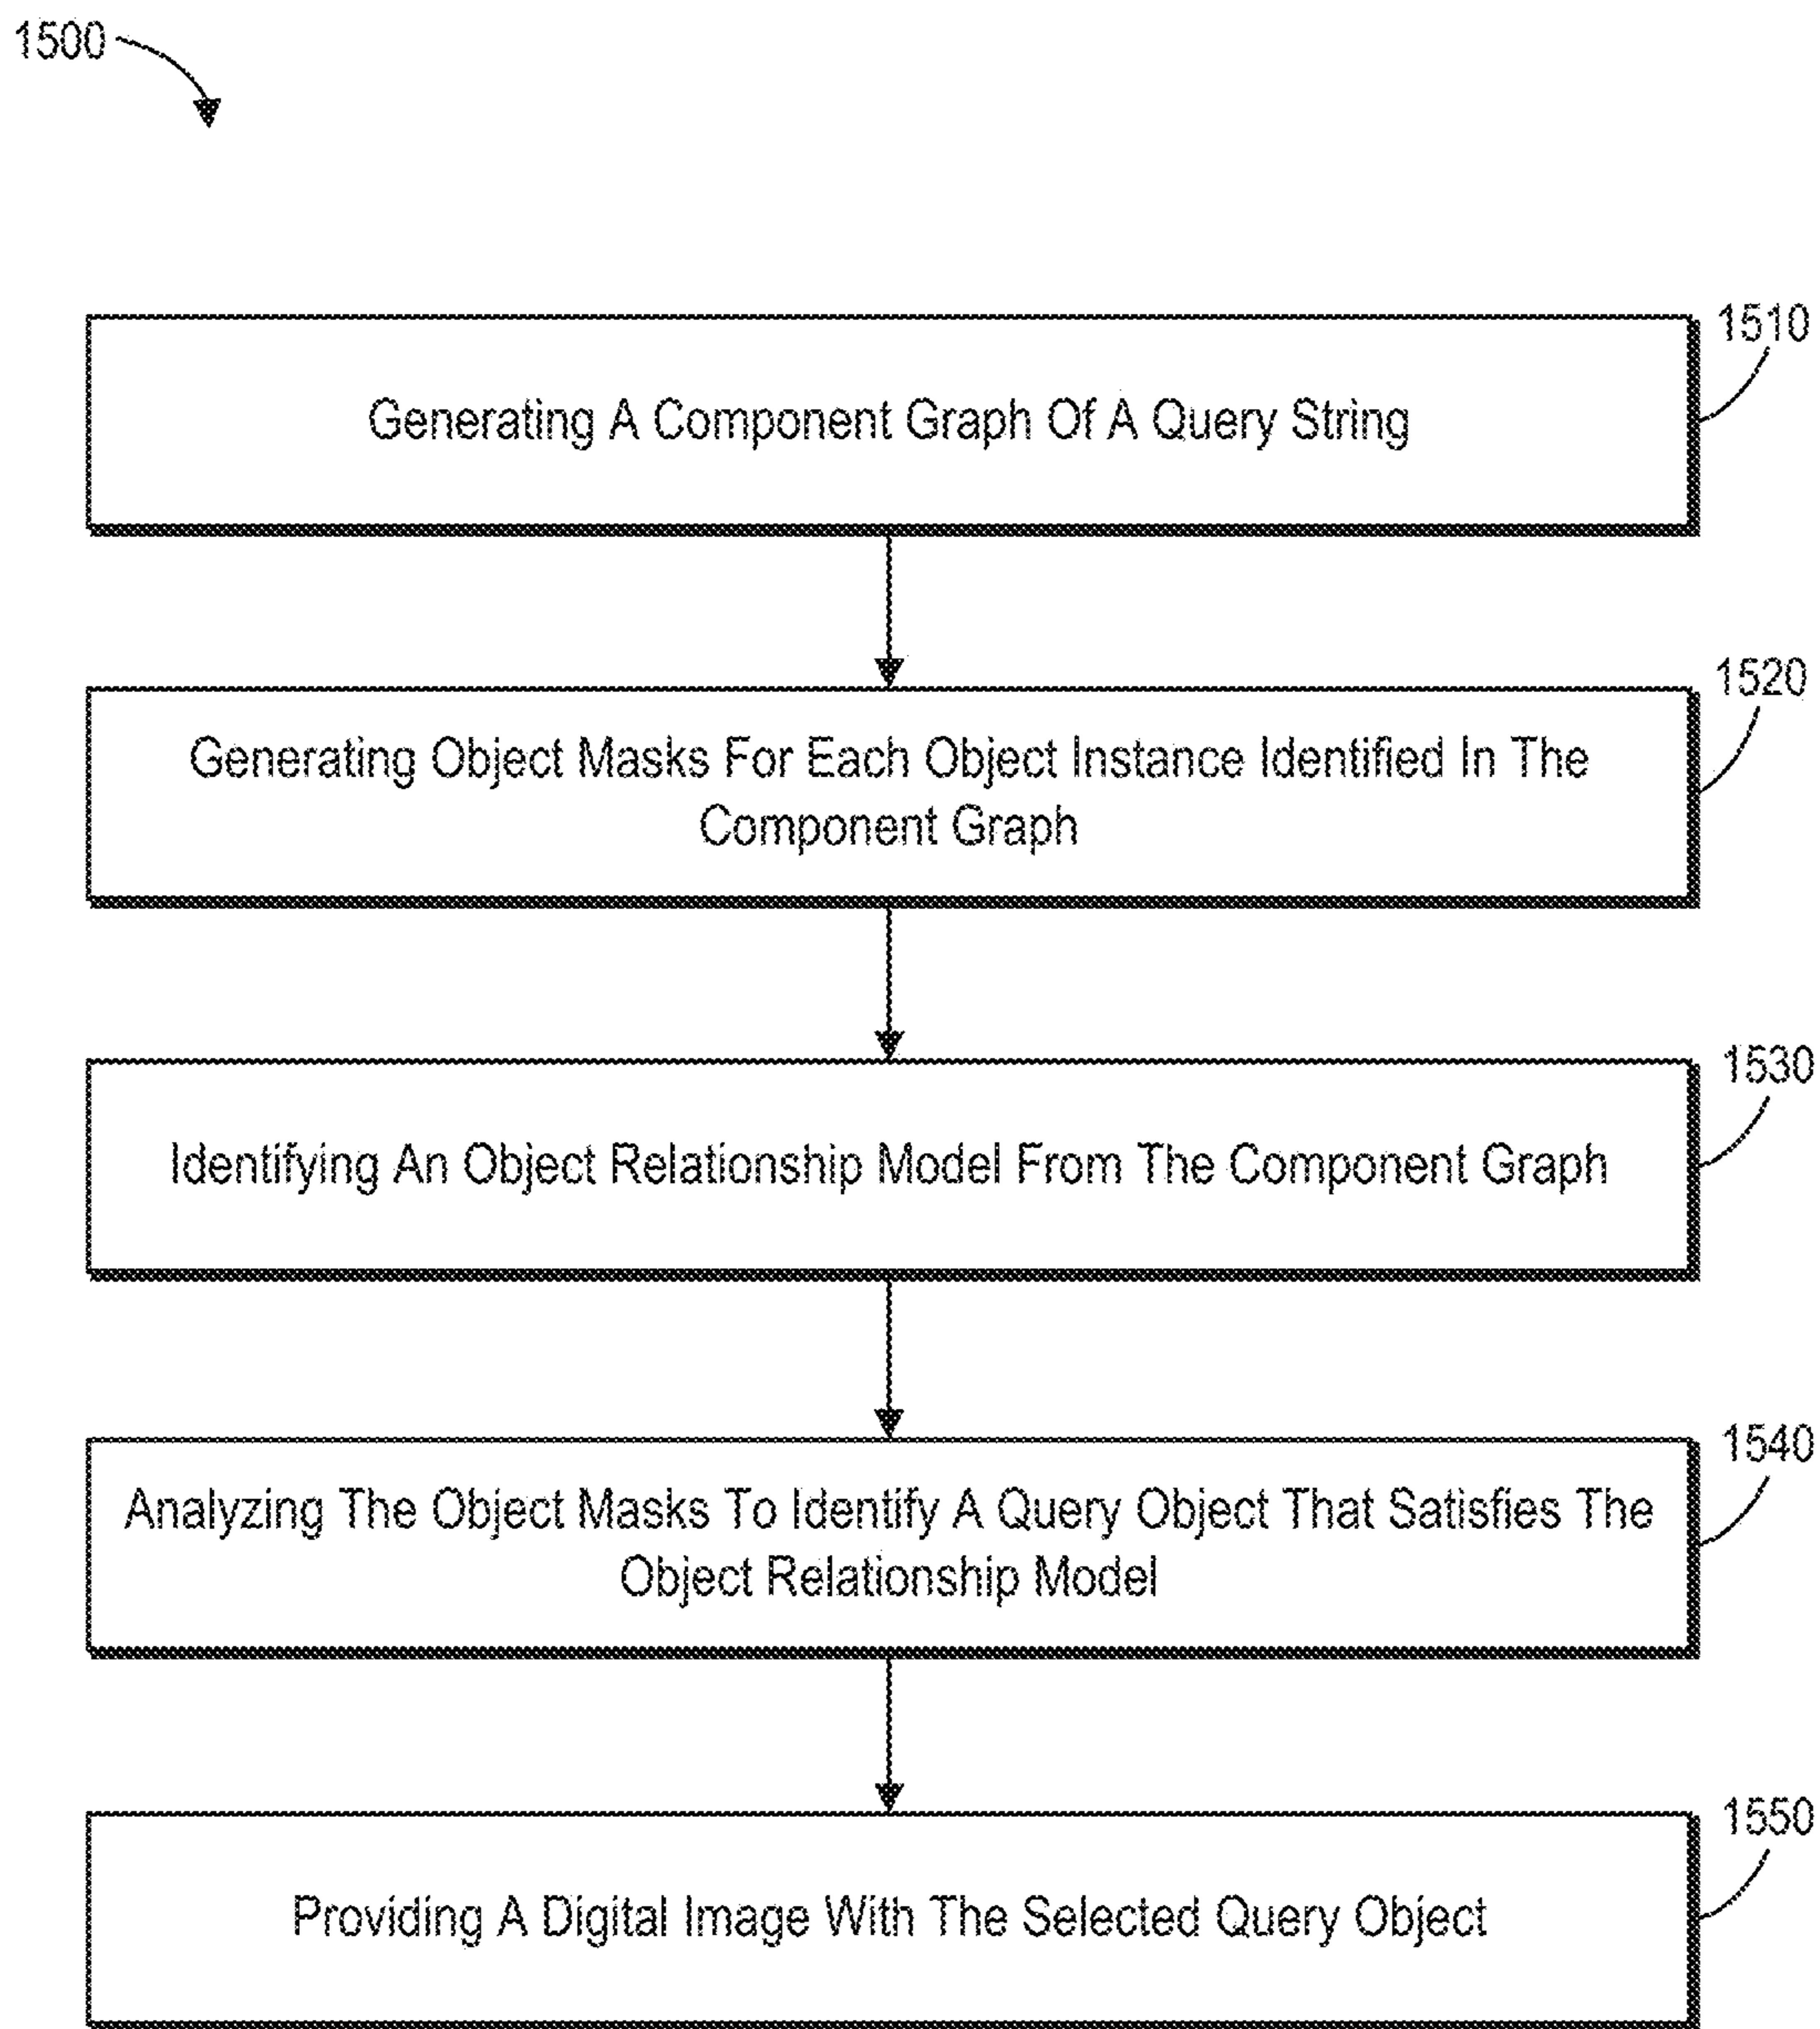 1500
1510
Generating A Component Graph Of A Query String
1520
Generating Object Masks For Each Object Instance Identified In The
Component Graph
1530
Identifying An Object Relationship Model From The Component Graph
1540
Analyzing The Object Masks To Identify A Query Object That Satisfies The
Object Relationship Model
1550
Providing A Digital Image With The Selected Query Object